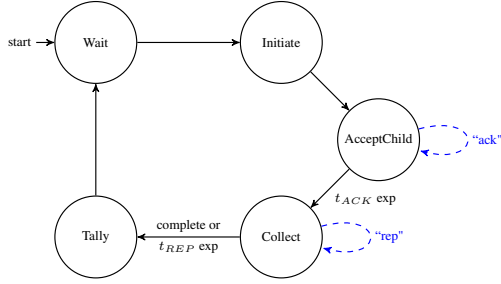 start
Wait
Initiate
AcceptChild
“ack"
t_ACK exp
complete or
t_REP exp
Tally
Collect
“rep"